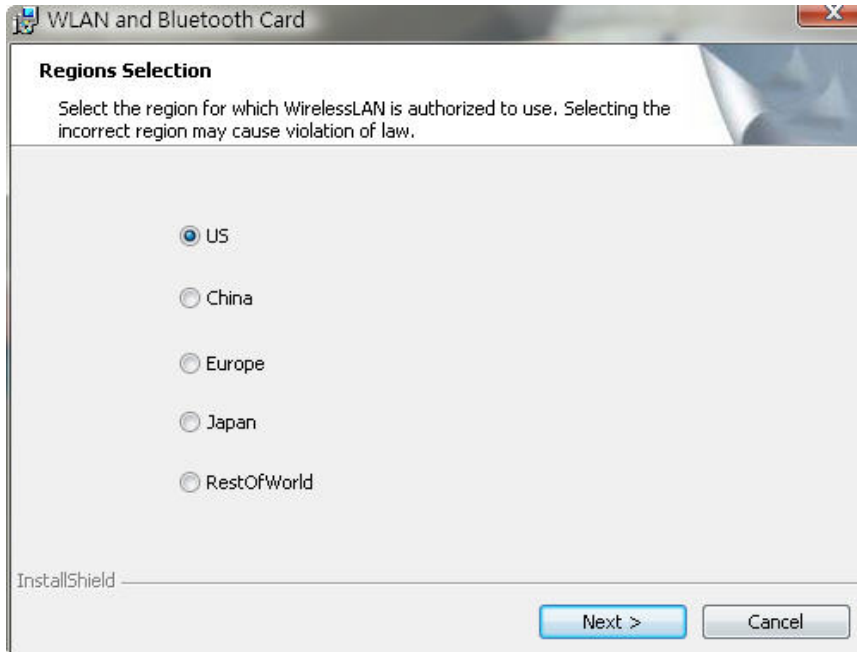 WLAN and Bluetooth Card
Regions Selection
Select the region for which WirelessLAN is authorized to use. Selecting the
incorrect region may cause violation of law.
US
China
Europe
Japan
RestOfWorld
InstallShield
Next >
Cancel